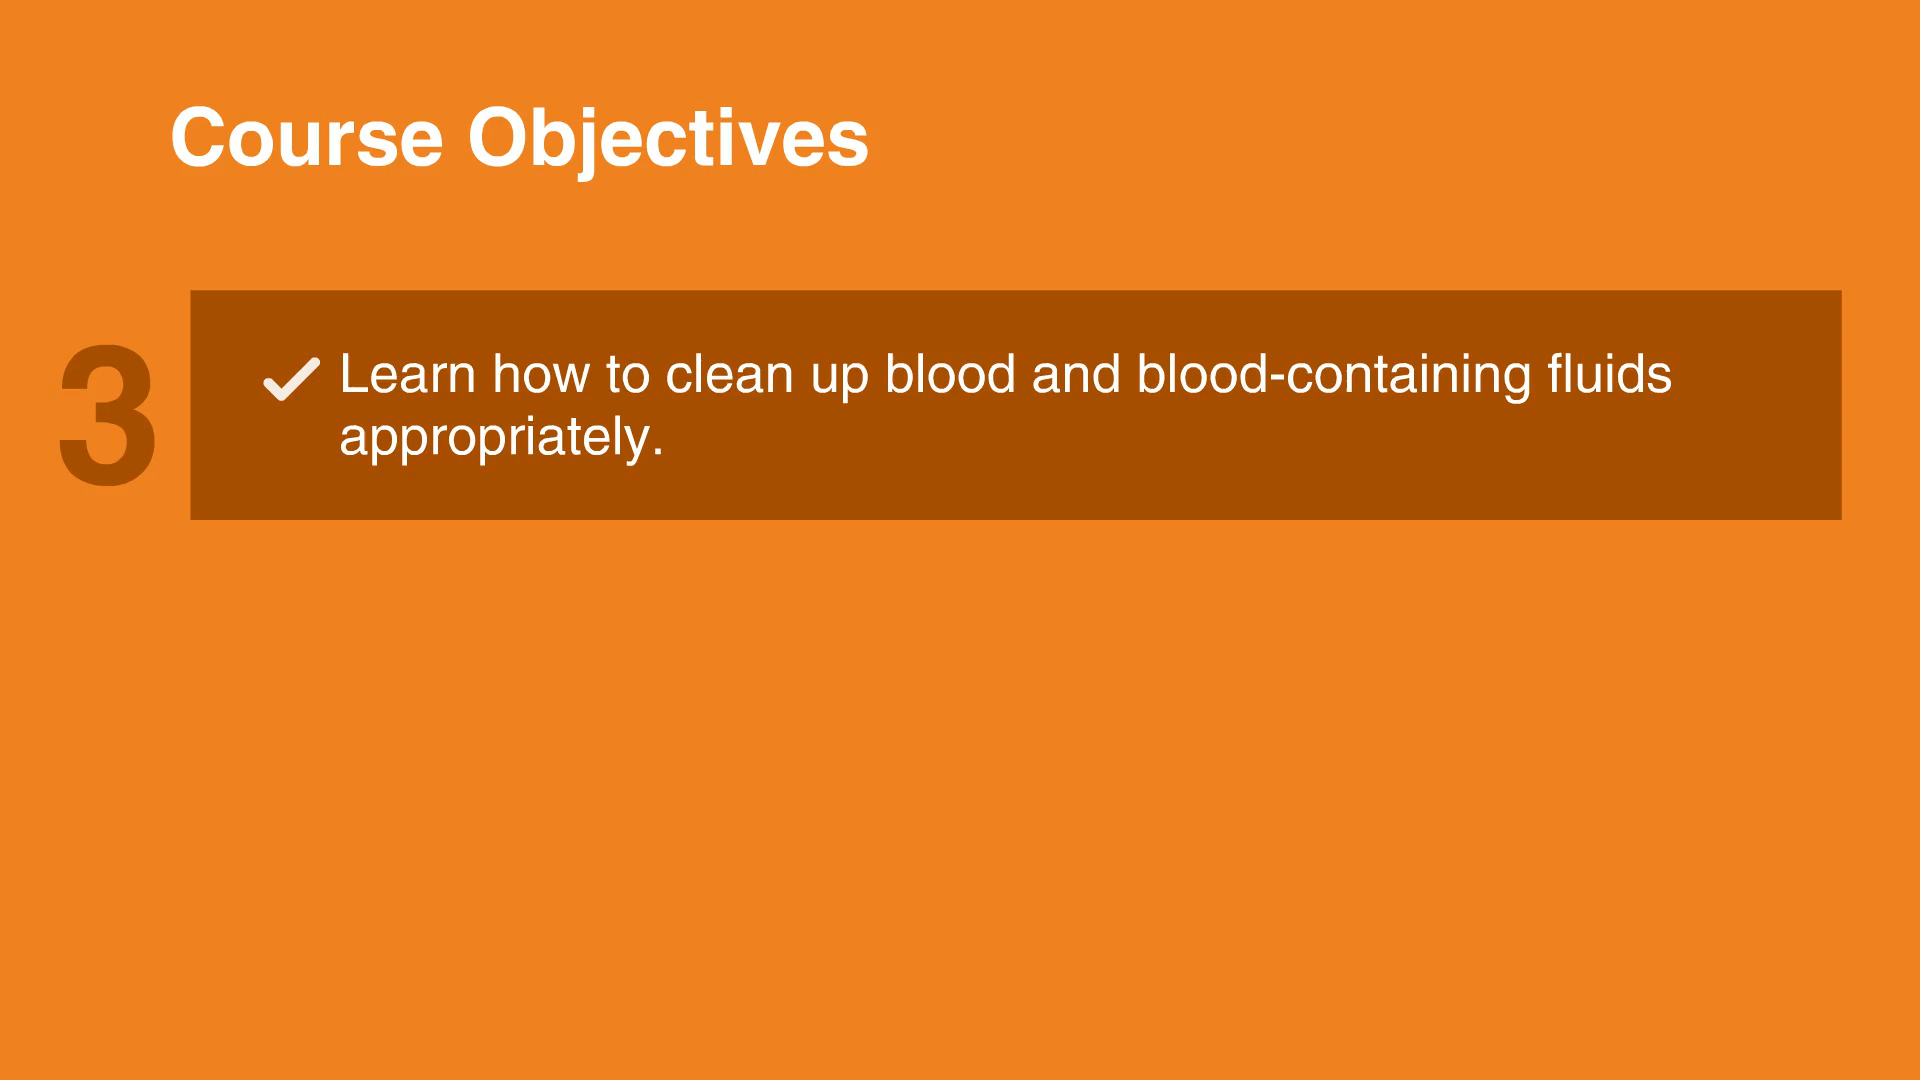 Course Objectives
3
Learn how to clean up blood and blood-containing fluids
appropriately.